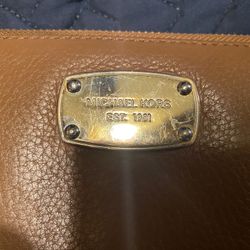 MICHAEL KORS
EST. 1981